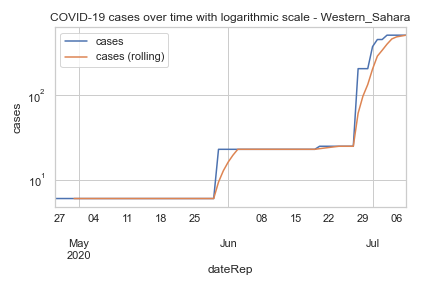 COVID-19 cases over time with logarithmic scale - Western_Sahara
cases
cases (rolling)
10²
10¹
cases
27 04 11 18 25 08 15 22 29 06
May Jun Jul
2020
dateRep